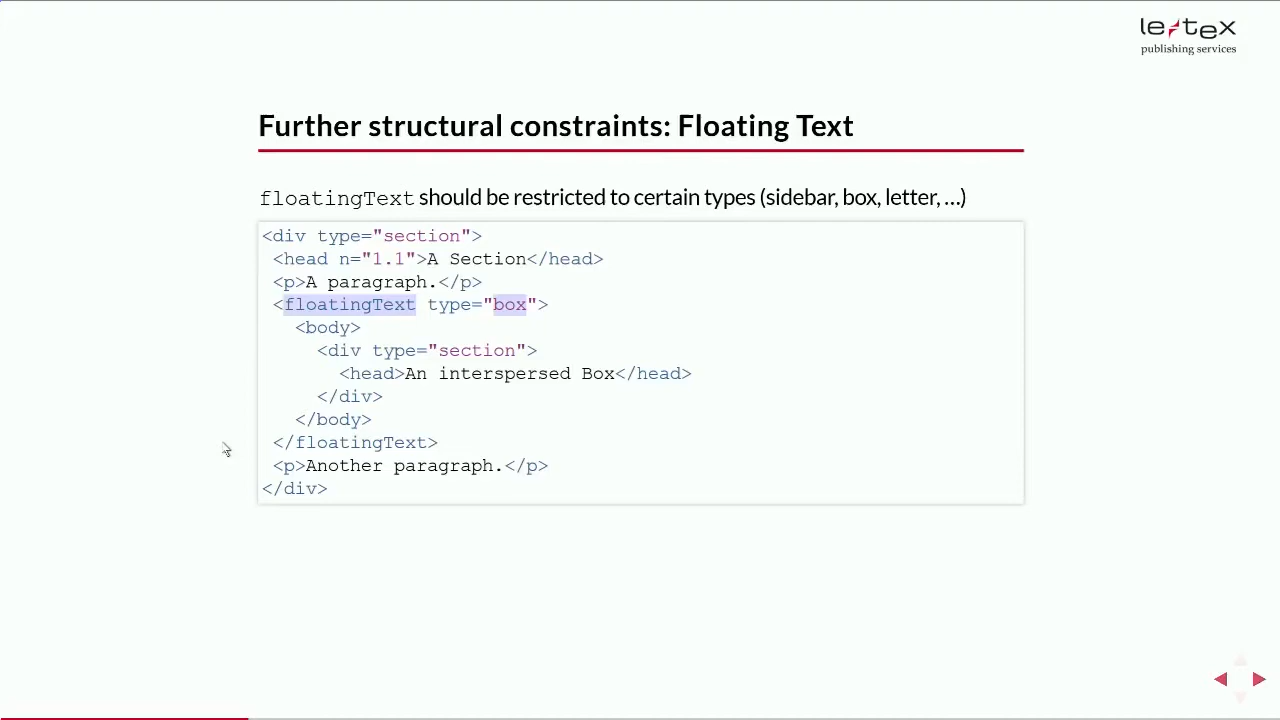 le/tex
publishing services
Further structural constraints: Floating Text
floatingText should be restricted to certain types (sidebar, box, letter, ...)
<div type="section">
 <head n="1.1">A Section</head>
 <p>A paragraph.</p>
 <floatingText type="box">
   <body>
     <div type="section">
       <head>An interspersed Box</head>
     </div>
   </body>
 </floatingText>
 <p>Another paragraph.</p>
</div>